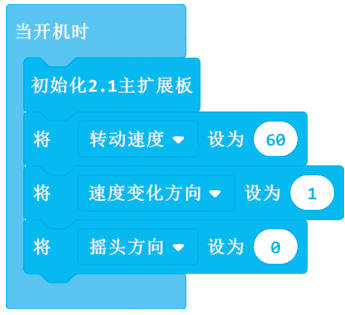 当开机时
初始化2.1主扩展板
将 转动速度 设为 60
将 速度变化方向 设为 1
将 摇头方向 设为 0